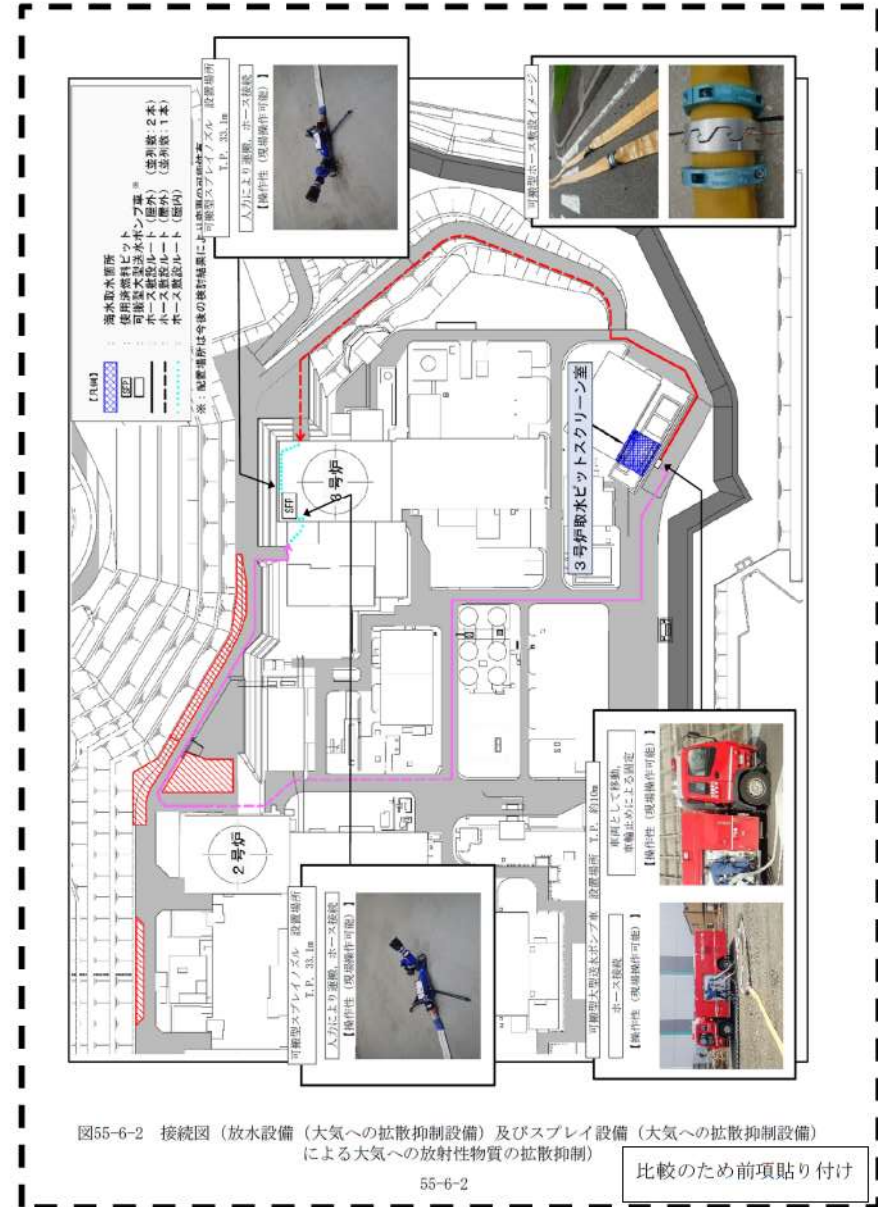 【凡例】
海水取水箇所
SFP : 使用済燃料ピット
: 可搬型大型送水ポンプ車※
: ホース敷設ルート(屋外) (並列数:2本)
: ホース敷設ルート(屋外) (並列数:1本)
: ホース敷設ルート(屋内)
※:配置場所は今後の検討結果により
可搬型スプレイノズル 設置場所
T.P. 33.1m
人力により運搬, ホース接続
【操作性(現場操作可能)】
可搬型ホース敷設イメージ
SFP
3号炉
3号炉取水ピットスクリーン室
2号炉
可搬型スプレイノズル 設置場所
T.P. 33.1m
人力により運搬, ホース接続
【操作性(現場操作可能)】
可搬型大型送水ポンプ車 設置場所 T.P. 約10m
ホース接続
【操作性(現場操作可能)】
車両として移動,
車輪止めによる固定
【操作性(現場操作可能)】
図55-6-2 接続図(放水設備(大気への拡散抑制設備)及びスプレイ設備(大気への拡散抑制設備)
による大気への放射性物質の拡散抑制)
55-6-2
比較のため前項貼り付け